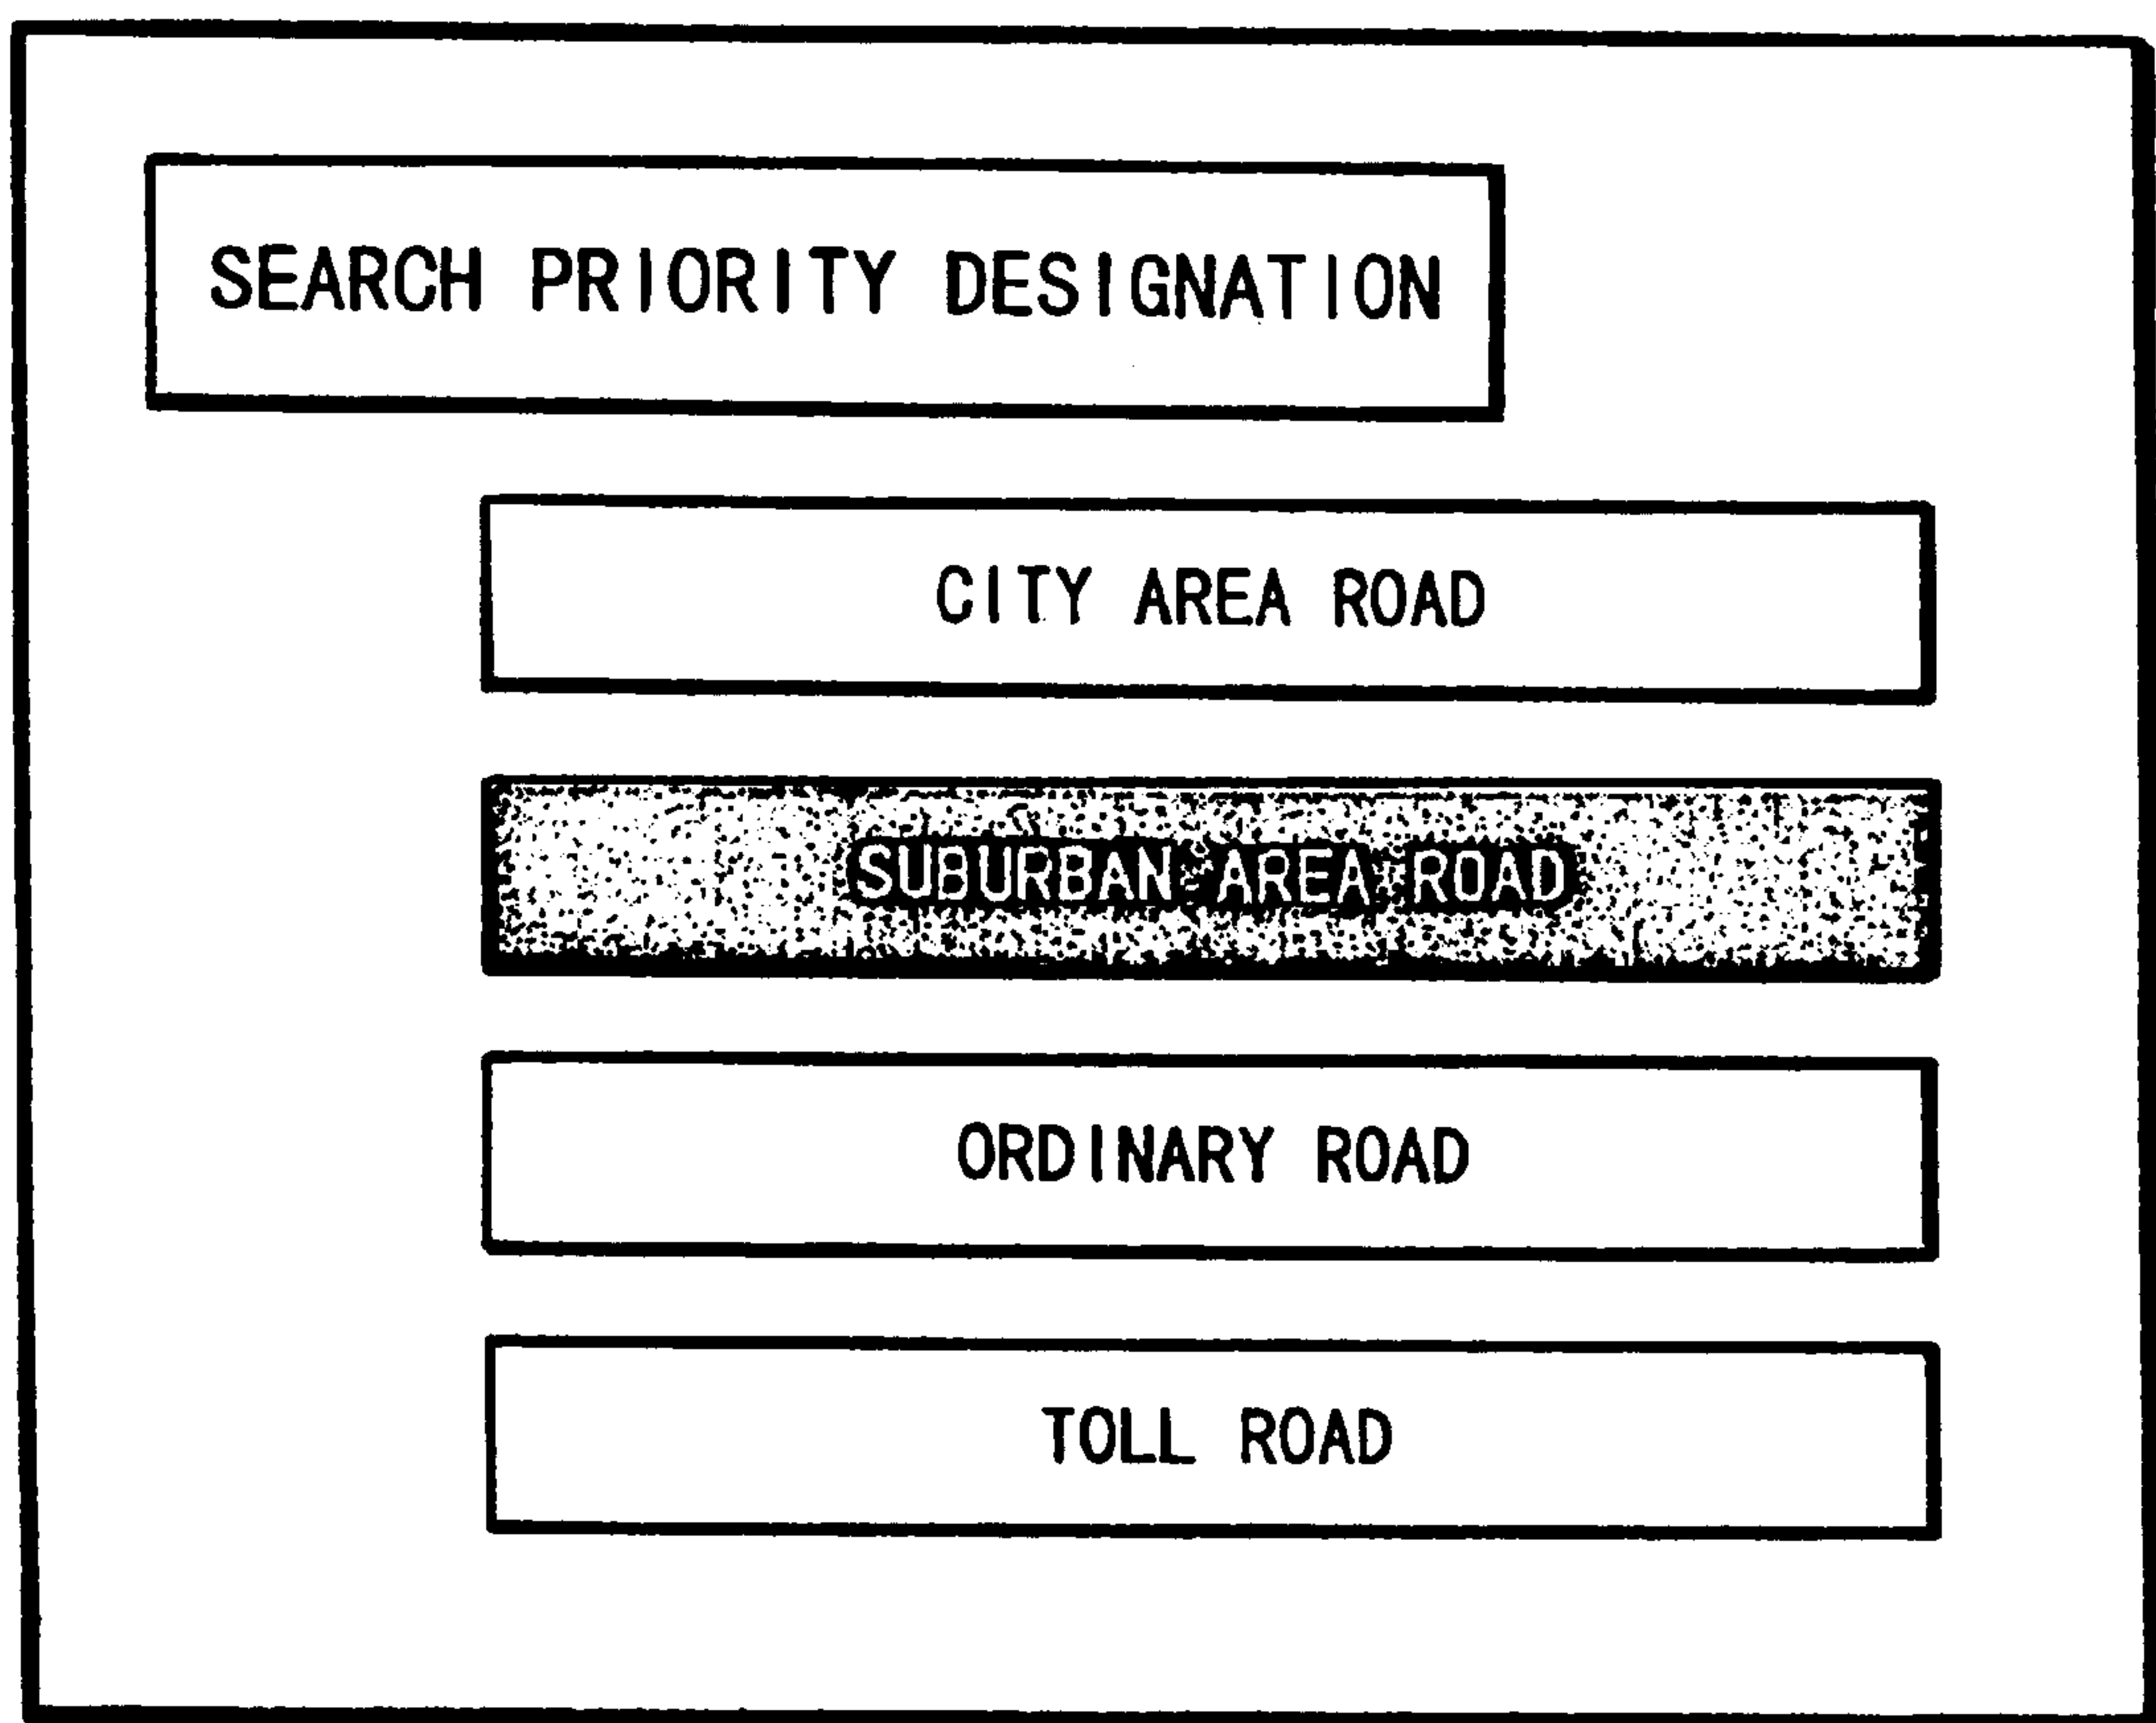 SEARCH PRIORITY DESIGNATION
CITY AREA ROAD
SUBURBAN AREA ROAD
ORDINARY ROAD
TOLL ROAD